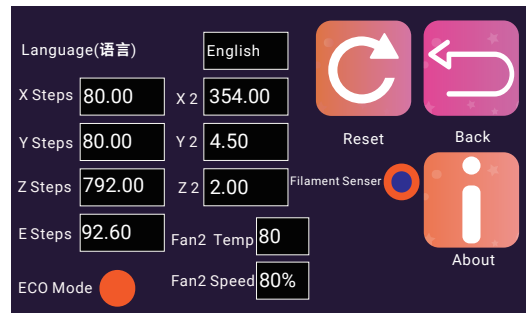 Language(语言) English
X Steps 80.00 X 2 354.00
Y Steps 80.00 Y 2 4.50
Reset Back
Z Steps 792.00 Z 2 2.00 Filament Senser
E Steps 92.60 Fan2 Temp 80
About
ECO Mode Fan2 Speed 80%